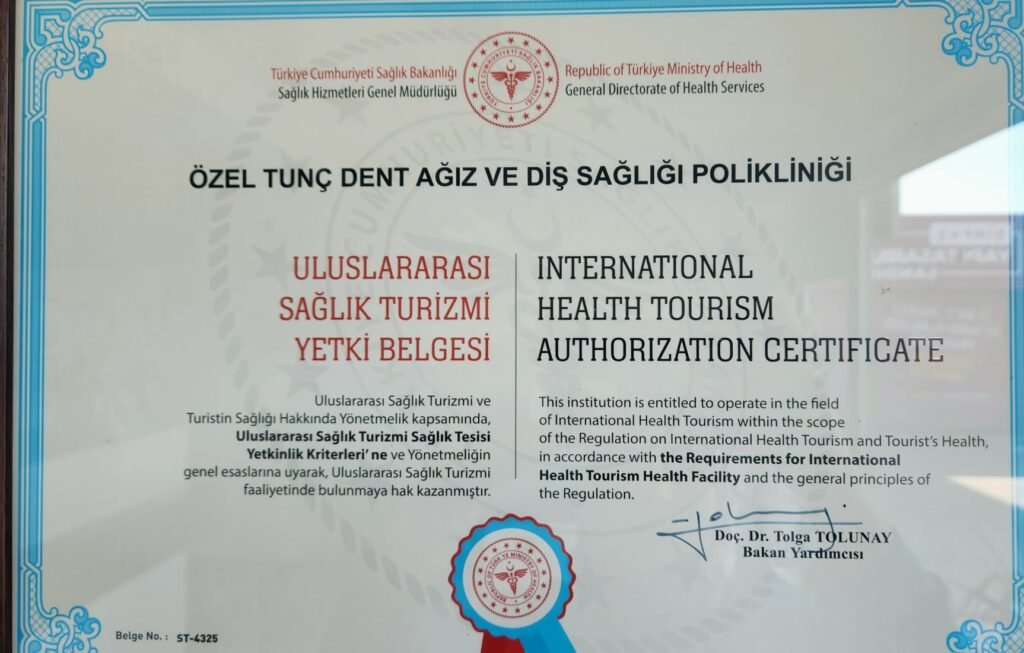 Türkiye Cumhuriyeti Sağlık Bakanlığı
Sağlık Hizmetleri Genel Müdürlüğü
Republic of Türkiye Ministry of Health
General Directorate of Health Services
ÖZEL TUNÇ DENT AĞIZ VE DİŞ SAĞLIĞI POLİKLİNİĞİ
ULUSLARARASI
SAĞLIK TURİZMİ
YETKİ BELGESİ
Uluslararası Sağlık Turizmi ve
Turistin Sağlığı Hakkında Yönetmelik kapsamında,
Uluslararası Sağlık Turizmi Sağlık Tesisi
Yetkinlik Kriterleri' ne ve Yönetmeliğin
genel esaslarına uyarak, Uluslararası Sağlık Turizmi
faaliyetinde bulunmaya hak kazanmıştır.
INTERNATIONAL
HEALTH TOURISM
AUTHORIZATION CERTIFICATE
This institution is entitled to operate in the field
of International Health Tourism within the scope
of the Regulation on International Health Tourism and Tourist's Health,
in accordance with the Requirements for International
Health Tourism Health Facility and the general principles of
the Regulation.
Doç. Dr. Tolga TOLUNAY
Bakan Yardımcısı
Belge No. : ST-4325